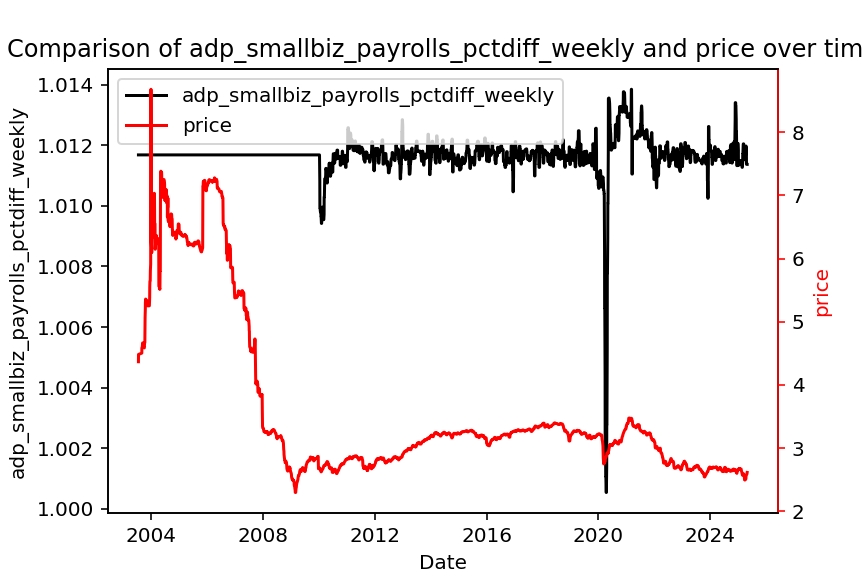 Comparison of adp_smallbiz_payrolls_pctdiff_weekly and price over tim
adp_smallbiz_payrolls_pctdiff_weekly
price
1.014
1.012
1.010
1.008
1.006
1.004
1.002
1.000
adp_smallbiz_payrolls_pctdiff_weekly
8
7
6
5
4
3
2
price
2004 2008 2012 2016 2020 2024
Date